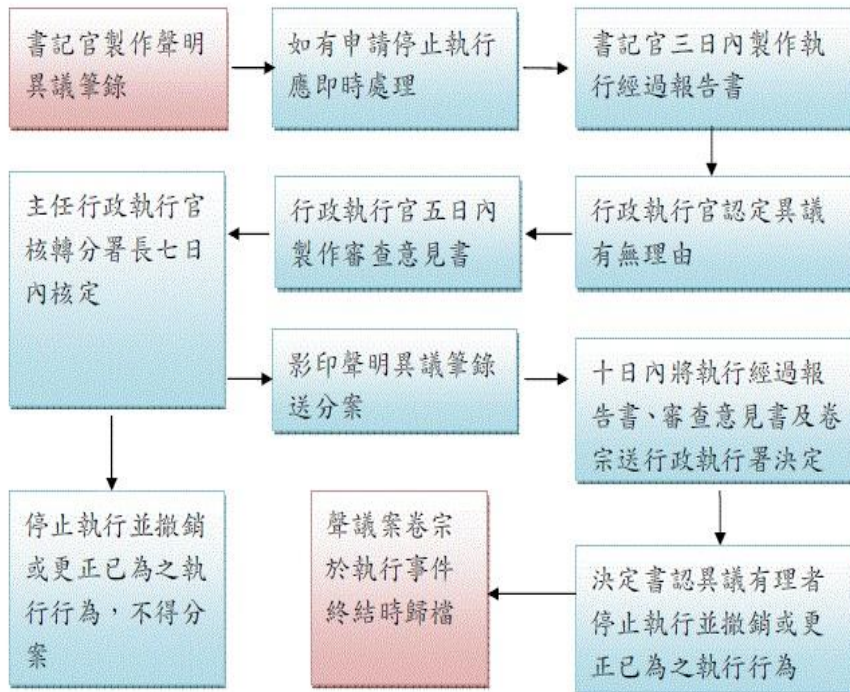 書記官製作聲明
異議筆錄
如有申請停止執行
應即時處理
書記官三日內製作執
行經過報告書
行政執行官認定異議
有無理由
行政執行官五日內
製作審查意見書
主任行政執行官
核轉分署長七日
內核定
影印聲明異議筆錄
送分案
十日內將執行經過報
告書、審查意見書及卷
宗送行政執行署決定
停止執行並撤銷
或更正已為之執
行行為，不得分
案
決定書認異議有理者
停止執行並撤銷或更
正已為之執行行為
聲議案卷宗
於執行事件
終結時歸檔